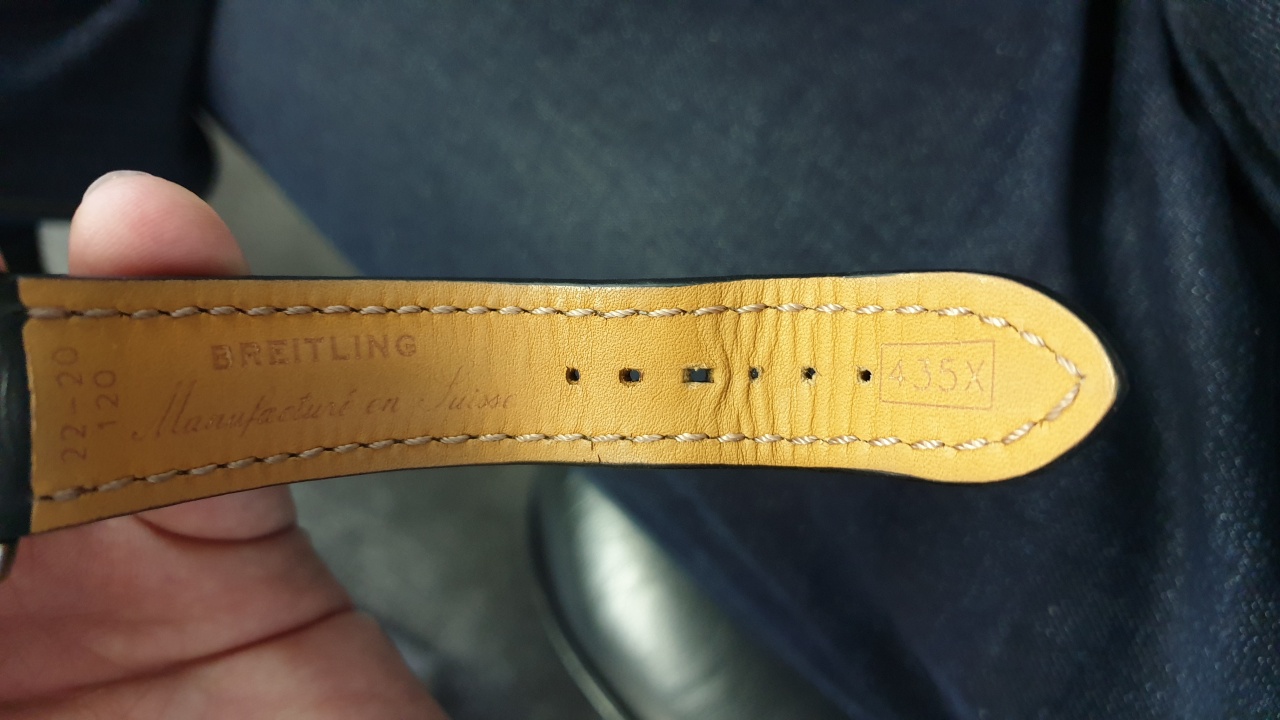 22-20
120
BREITLING
Manufacturé en Suisse
435X